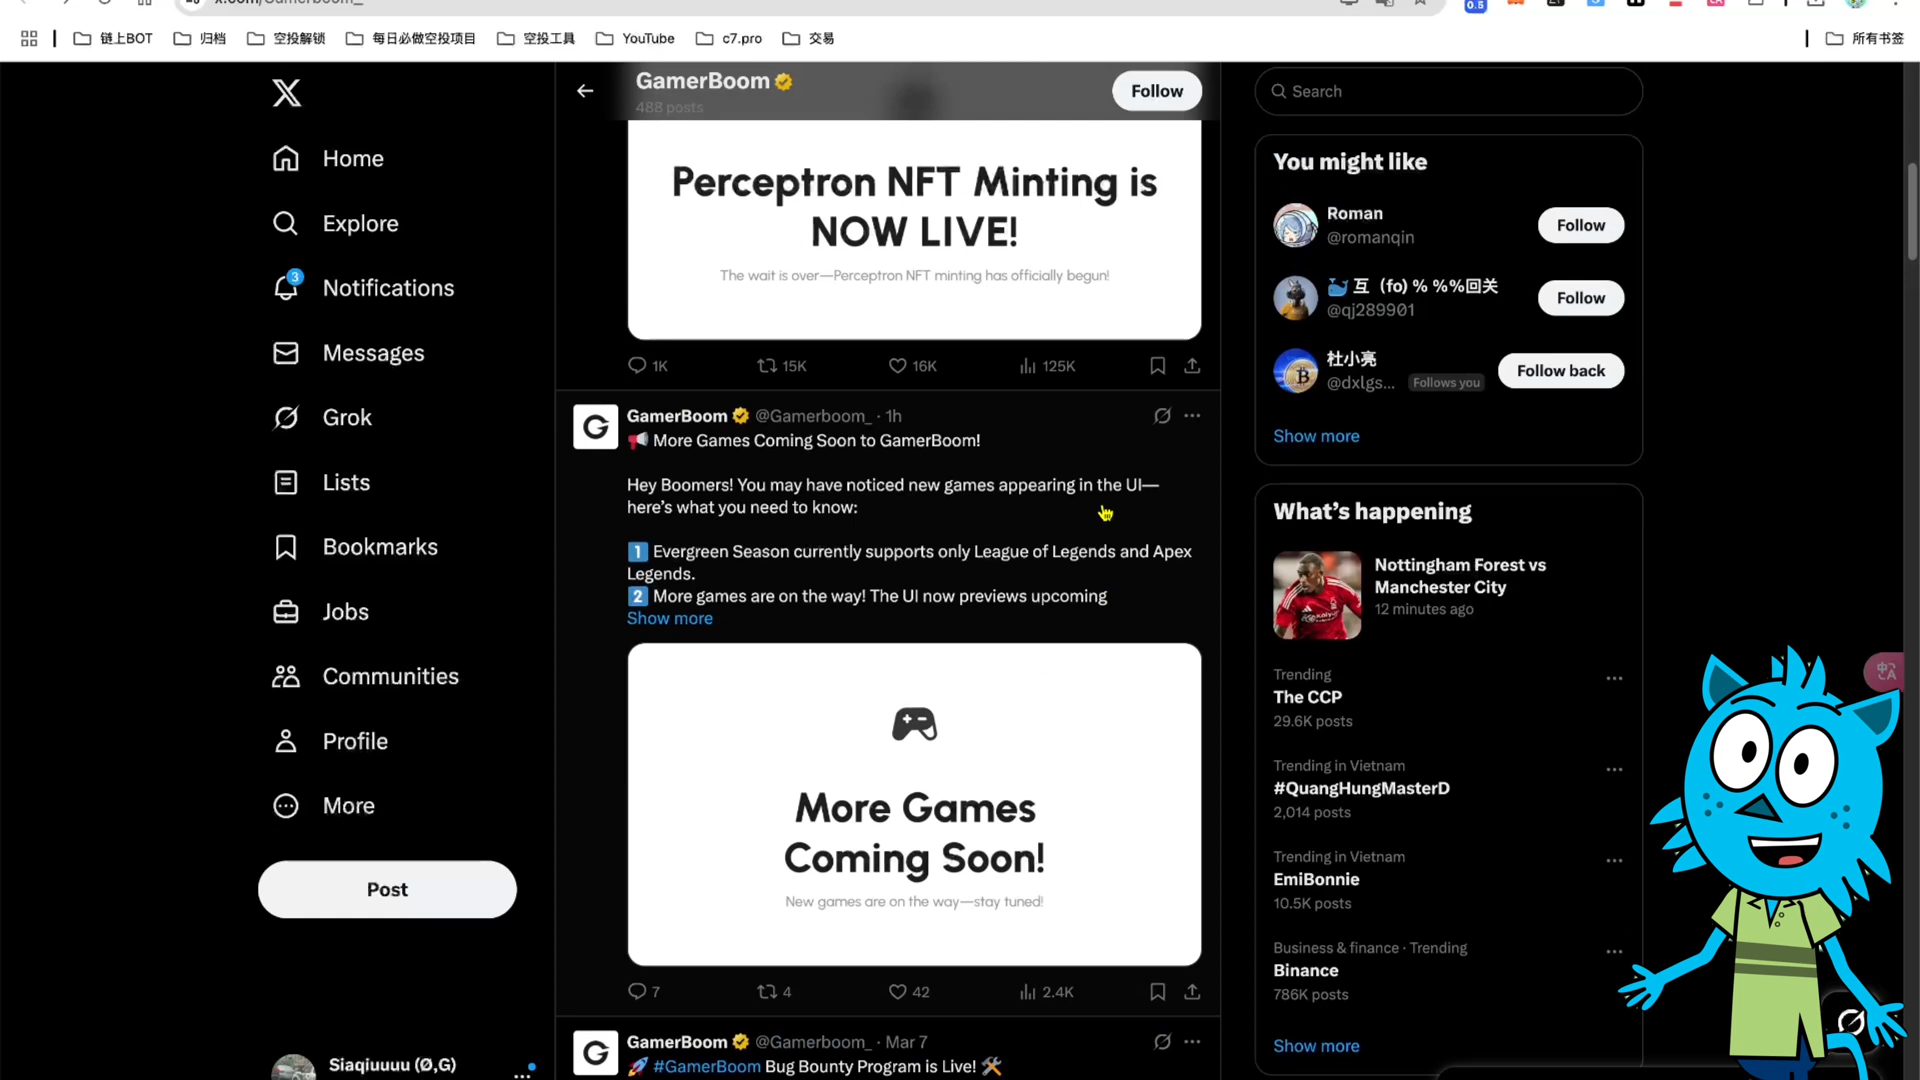 链上BOT
归档
空投解锁
每日必做空投项目
空投工具
YouTube
c7.pro
交易
所有书签
0.5
Home
Explore
3
Notifications
Messages
Grok
Lists
Bookmarks
Jobs
Communities
Profile
More
Post
Siaqiuuuu (Ø,G)
GamerBoom
488 posts
Follow
Perceptron NFT Minting is
NOW LIVE!
The wait is over—Perceptron NFT minting has officially begun!
1K
15K
16K
125K
GamerBoom @Gamerboom_ · 1h
📢 More Games Coming Soon to GamerBoom!
Hey Boomers! You may have noticed new games appearing in the UI—
here’s what you need to know:
1️⃣ Evergreen Season currently supports only League of Legends and Apex
Legends.
2️⃣ More games are on the way! The UI now previews upcoming
Show more
More Games
Coming Soon!
New games are on the way—stay tuned!
7
4
42
2.4K
GamerBoom @Gamerboom_ · Mar 7
🚀 #GamerBoom Bug Bounty Program is Live! 🛠️
Search
You might like
Roman
@romanqin
Follow
🐳 互（fo) % %%回关
@qj289901
Follow
杜小亮
@dxlgs... Follows you
Follow back
Show more
What’s happening
Nottingham Forest vs
Manchester City
12 minutes ago
Trending
The CCP
29.6K posts
Trending in Vietnam
#QuangHungMasterD
2,014 posts
Trending in Vietnam
EmiBonnie
10.5K posts
Business & finance · Trending
Binance
786K posts
Show more
中A